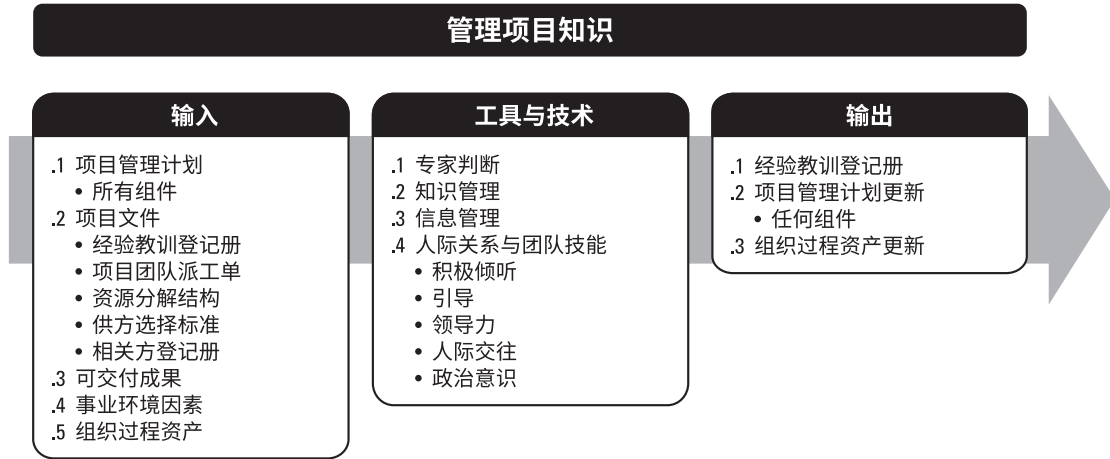 管理项目知识
输入
.1 项目管理计划
• 所有组件
.2 项目文件
• 经验教训登记册
• 项目团队派工单
• 资源分解结构
• 供方选择标准
• 相关方登记册
.3 可交付成果
.4 事业环境因素
.5 组织过程资产
工具与技术
.1 专家判断
.2 知识管理
.3 信息管理
.4 人际关系与团队技能
• 积极倾听
• 引导
• 领导力
• 人际交往
• 政治意识
输出
.1 经验教训登记册
.2 项目管理计划更新
• 任何组件
.3 组织过程资产更新